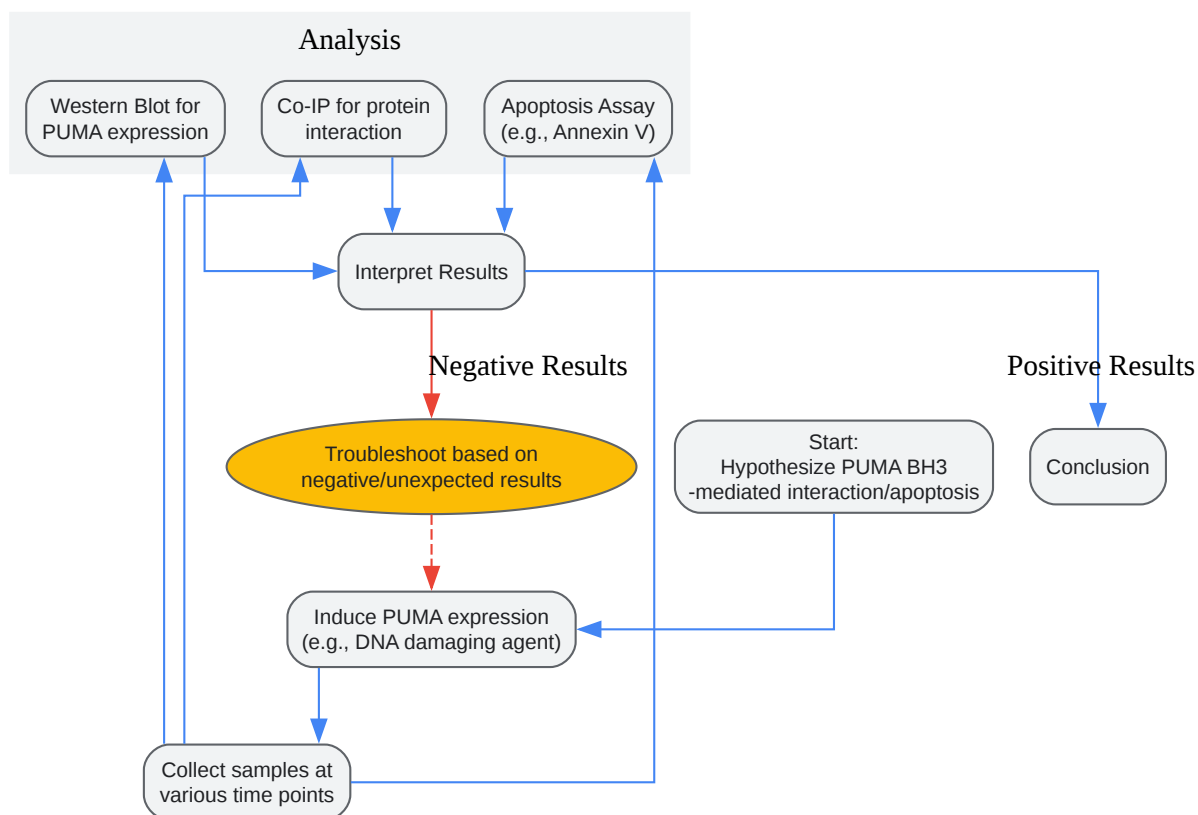 Analysis
Western Blot for
PUMA expression
Co-IP for protein
interaction
Apoptosis Assay
(e.g., Annexin V)
Interpret Results
Negative Results
Positive Results
Troubleshoot based on
negative/unexpected results
Start:
Hypothesize PUMA BH3
-mediated interaction/apoptosis
Conclusion
Induce PUMA expression
(e.g., DNA damaging agent)
Collect samples at
various time points